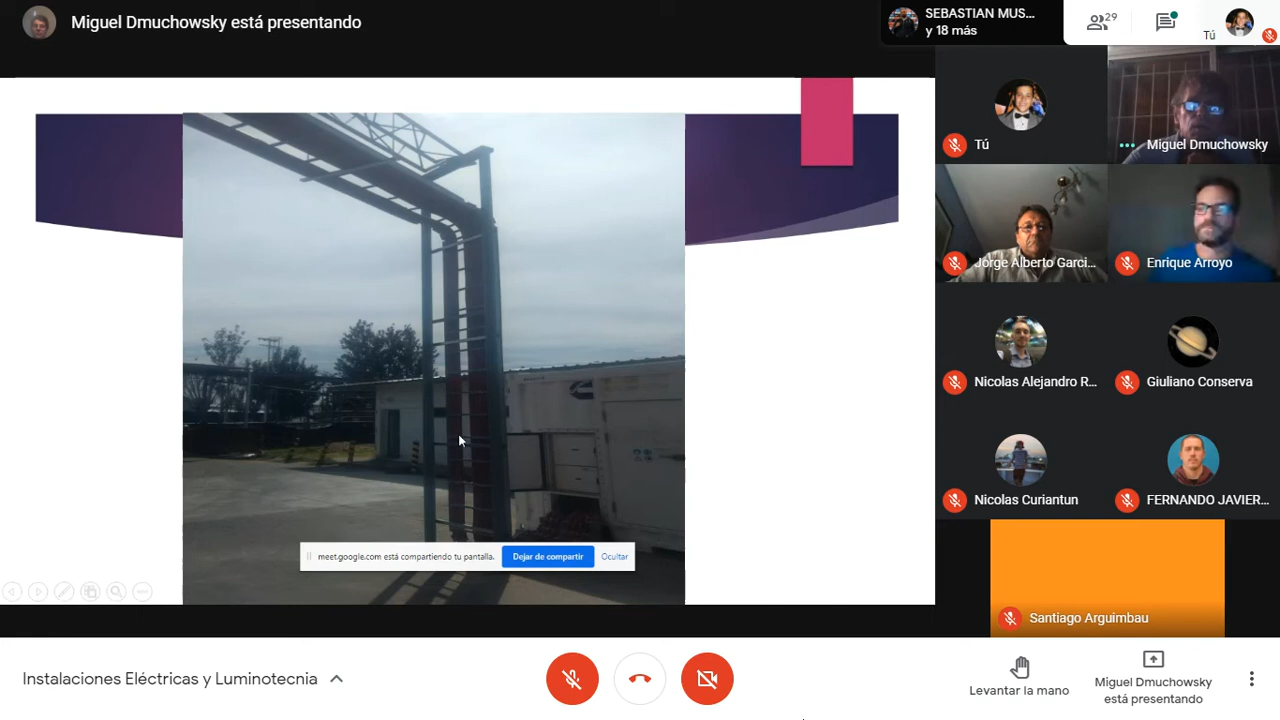 Miguel Dmuchowsky está presentando
SEBASTIAN MUS...
y 18 más
29
Tú
Tú
Miguel Dmuchowsky
Jorge Alberto Garci...
Enrique Arroyo
Nicolas Alejandro R...
Giuliano Conserva
Nicolas Curiantun
FERNANDO JAVIER...
Santiago Arguimbau
meet.google.com está compartiendo tu pantalla.
Dejar de compartir
Ocultar
Instalaciones Eléctricas y Luminotecnia
Levantar la mano
Miguel Dmuchowsky
está presentando